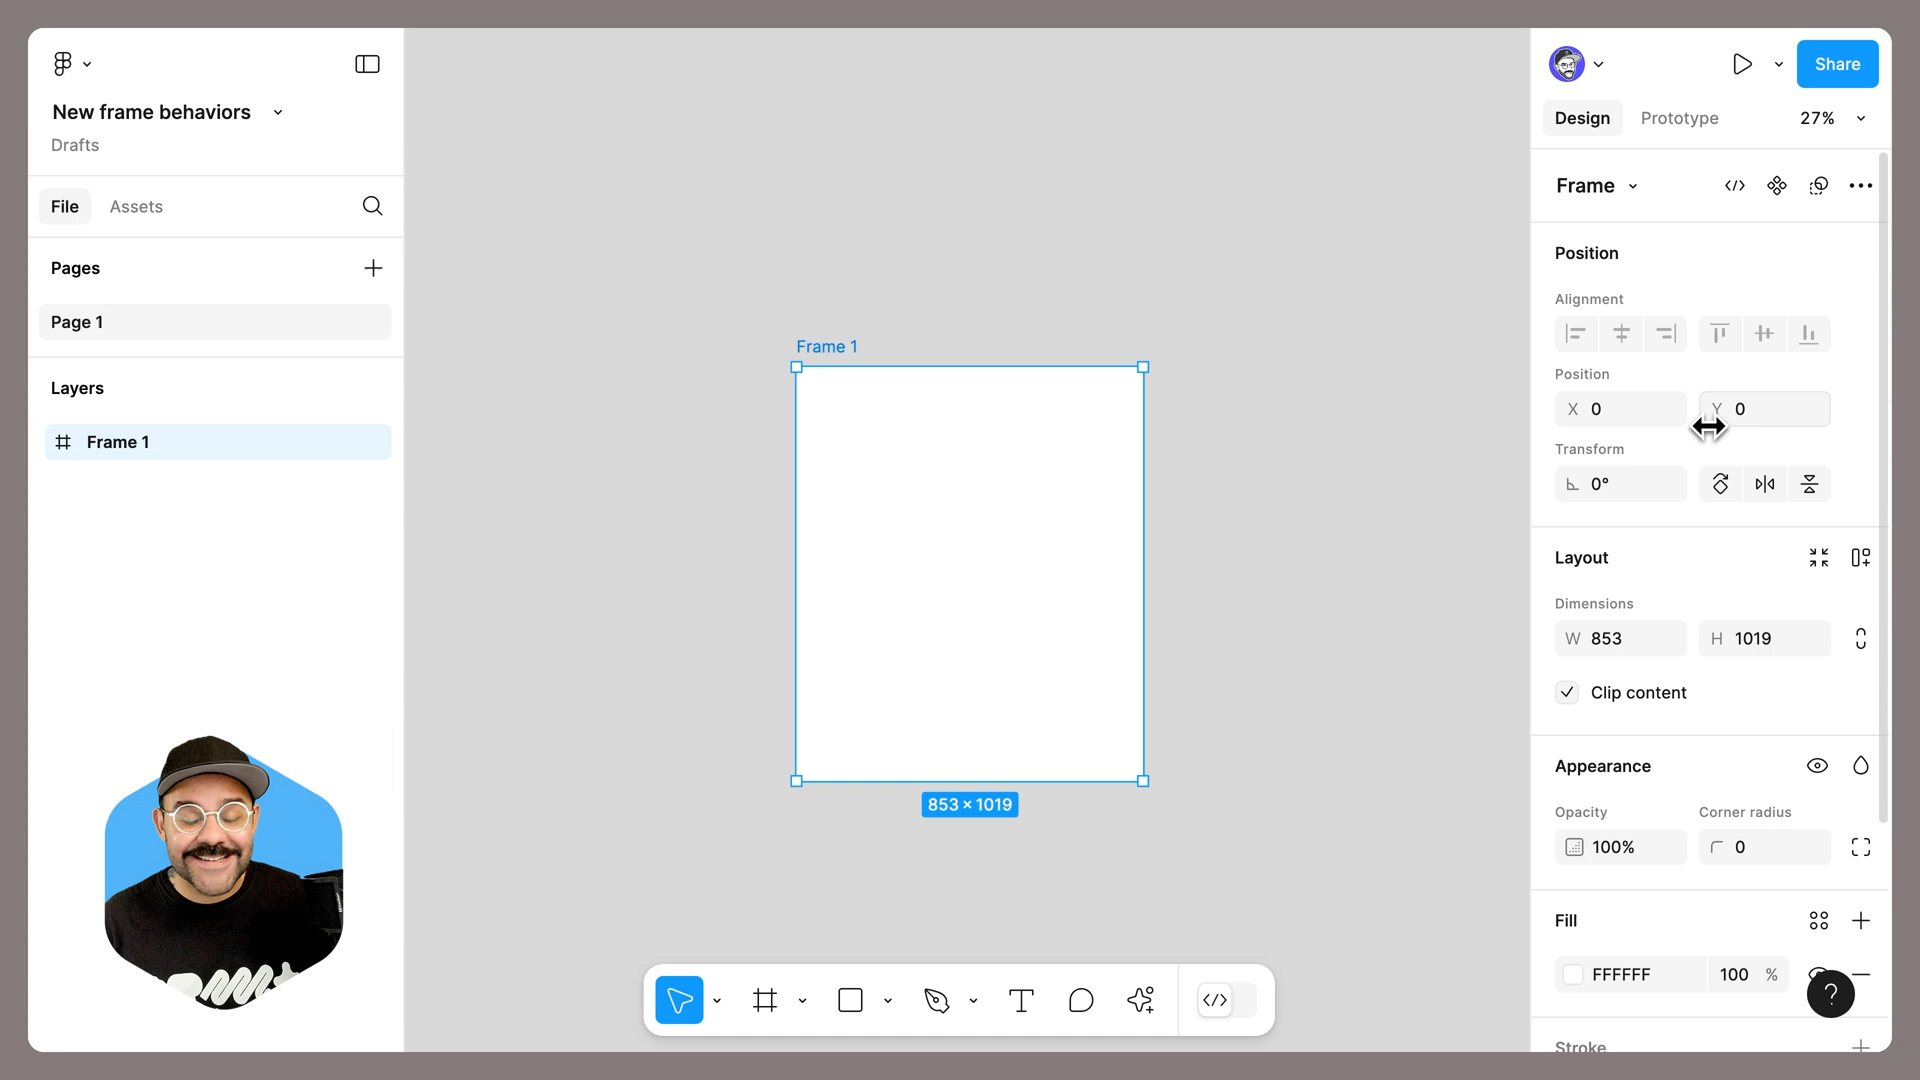 New frame behaviors
Drafts
File
Assets
Pages
Page 1
Layers
Frame 1
Frame 1
853 × 1019
Share
Design
Prototype
27%
Frame
Position
Alignment
Position
X 0
Y 0
Transform
0°
Layout
Dimensions
W 853
H 1019
Clip content
Appearance
Opacity
Corner radius
100%
0
Fill
FFFFFF
100 %
?
Stroke